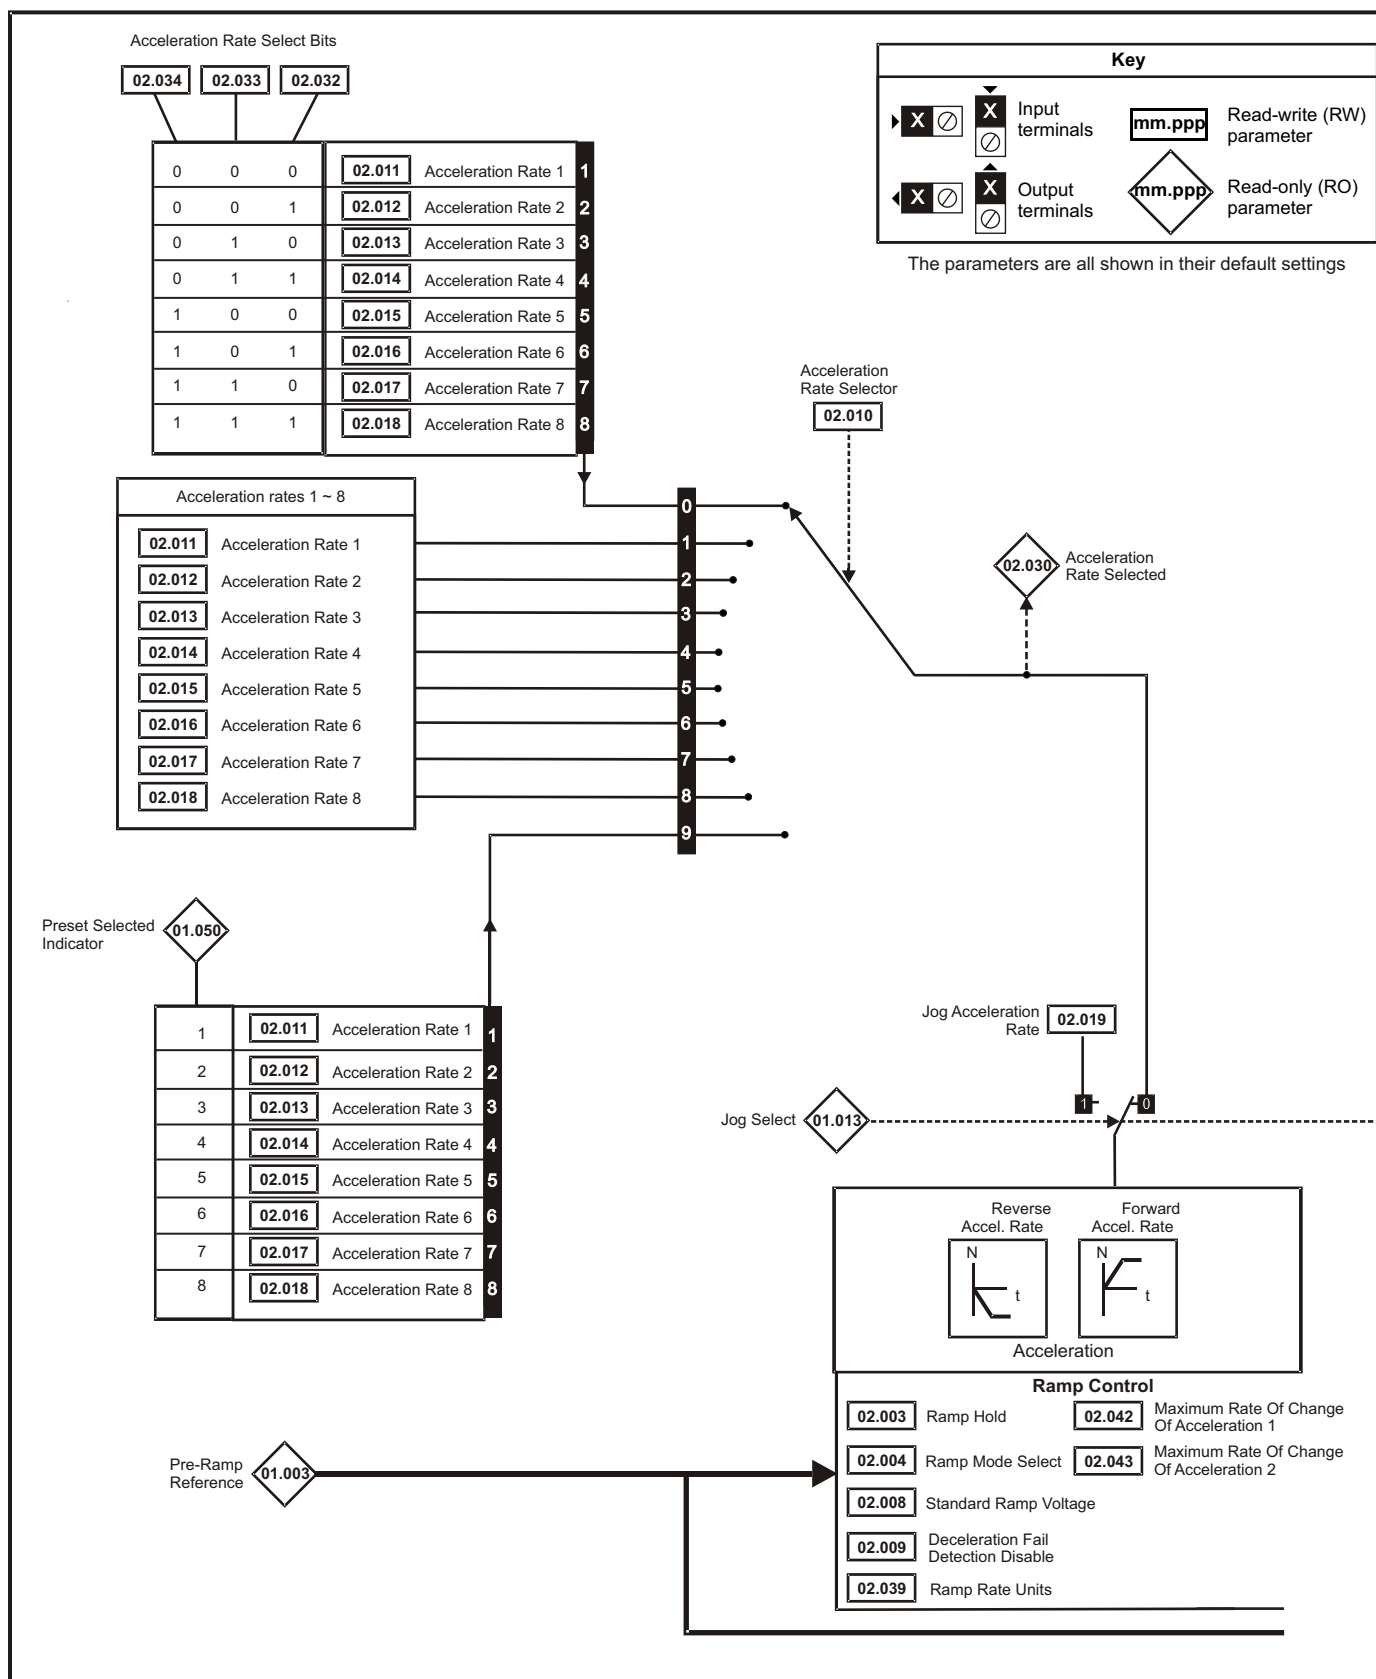 Acceleration Rate Select Bits
02.034 02.033 02.032
0 0 0 02.011 Acceleration Rate 1 1
0 0 1 02.012 Acceleration Rate 2 2
0 1 0 02.013 Acceleration Rate 3 3
0 1 1 02.014 Acceleration Rate 4 4
1 0 0 02.015 Acceleration Rate 5 5
1 0 1 02.016 Acceleration Rate 6 6
1 1 0 02.017 Acceleration Rate 7 7
1 1 1 02.018 Acceleration Rate 8 8
Key
X
X
Input
terminals
mm.ppp
Read-write (RW)
parameter
X
X
Output
terminals
mm.ppp
Read-only (RO)
parameter
The parameters are all shown in their default settings
Acceleration
Rate Selector
02.010
Acceleration rates 1 ~ 8
02.011 Acceleration Rate 1
02.012 Acceleration Rate 2
02.013 Acceleration Rate 3
02.014 Acceleration Rate 4
02.015 Acceleration Rate 5
02.016 Acceleration Rate 6
02.017 Acceleration Rate 7
02.018 Acceleration Rate 8
0
1
2
3
4
5
6
7
8
9
02.030
Acceleration
Rate Selected
Preset Selected
Indicator
01.050
1 02.011 Acceleration Rate 1 1
2 02.012 Acceleration Rate 2 2
3 02.013 Acceleration Rate 3 3
4 02.014 Acceleration Rate 4 4
5 02.015 Acceleration Rate 5 5
6 02.016 Acceleration Rate 6 6
7 02.017 Acceleration Rate 7 7
8 02.018 Acceleration Rate 8 8
Jog Acceleration
Rate
02.019
1 0
Jog Select 01.013
Reverse
Accel. Rate
N
t
Forward
Accel. Rate
N
t
Acceleration
Ramp Control
02.003 Ramp Hold
02.042
Maximum Rate Of Change
Of Acceleration 1
02.004 Ramp Mode Select
02.043
Maximum Rate Of Change
Of Acceleration 2
02.008 Standard Ramp Voltage
02.009
Deceleration Fail
Detection Disable
02.039 Ramp Rate Units
Pre-Ramp
Reference
01.003